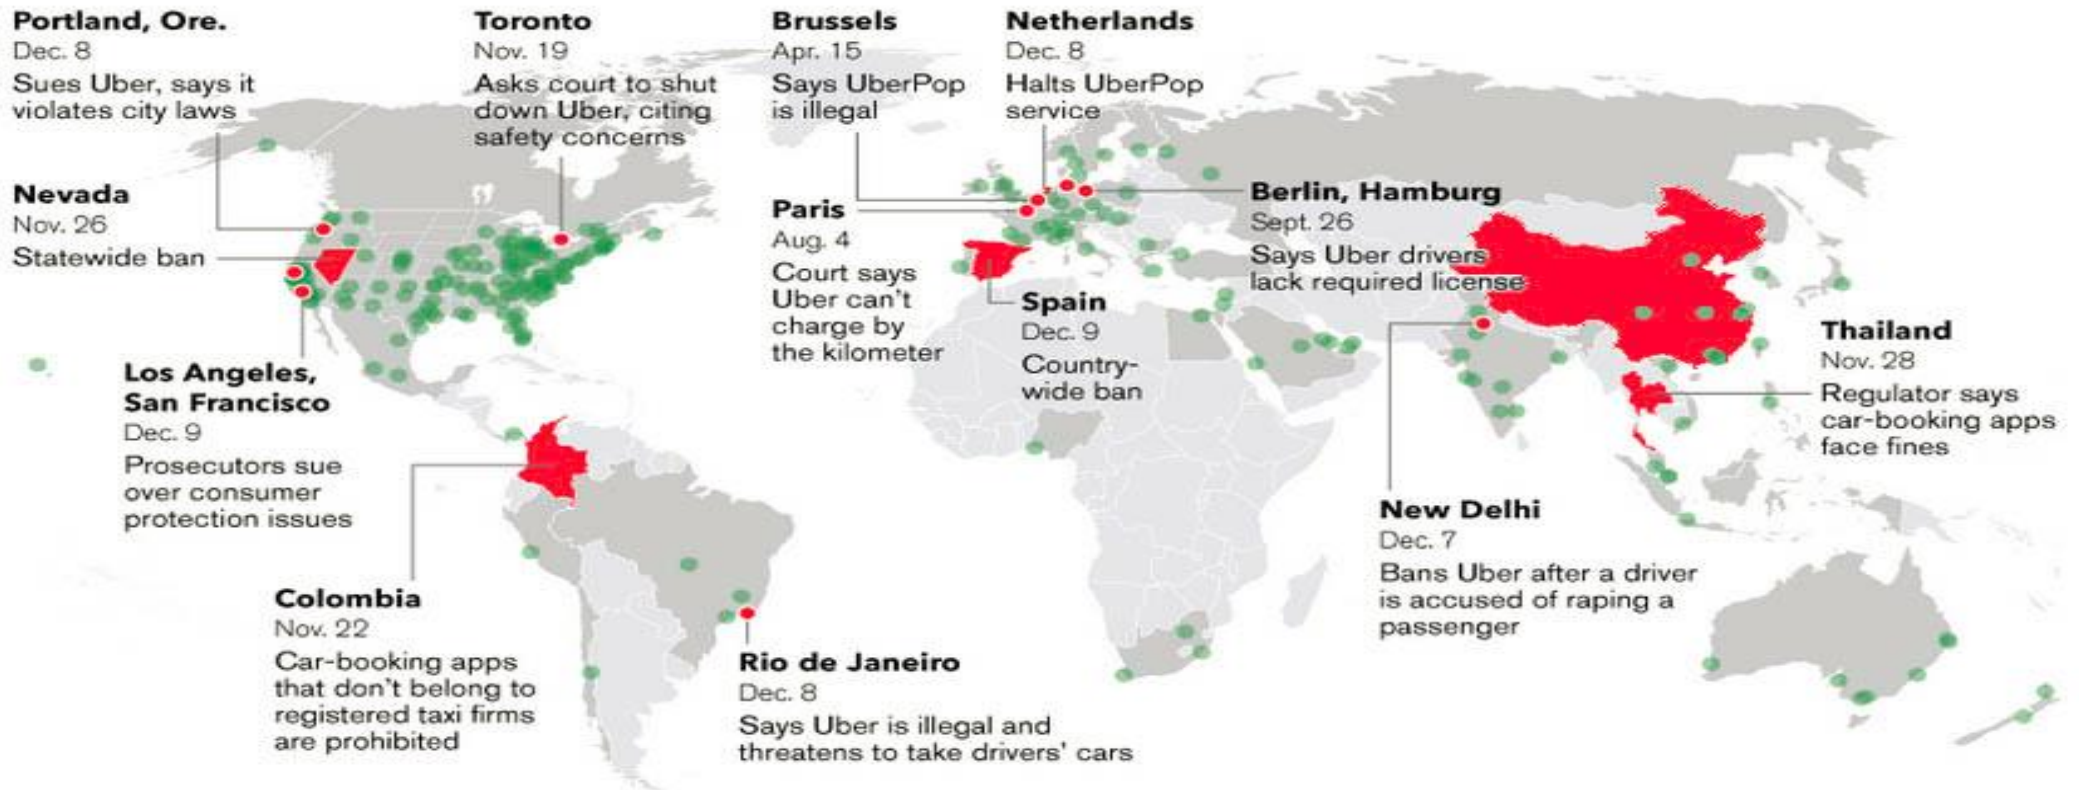 Portland, Ore.
Dec. 8
Sues Uber, says it
violates city laws
Toronto
Nov. 19
Asks court to shut
down Uber, citing
safety concerns
Brussels
Apr. 15
Says UberPop
is illegal
Netherlands
Dec. 8
Halts UberPop
service
Nevada
Nov. 26
Statewide ban
Paris
Aug. 4
Court says
Uber can't
charge by
the kilometer
Berlin, Hamburg
Sept. 26
Says Uber drivers
lack required license
Spain
Dec. 9
Country-
wide ban
Thailand
Nov. 28
Regulator says
car-booking apps
face fines
Los Angeles,
San Francisco
Dec. 9
Prosecutors sue
over consumer
protection issues
New Delhi
Dec. 7
Bans Uber after a driver
is accused of raping a
passenger
Colombia
Nov. 22
Car-booking apps
that don't belong to
registered taxi firms
are prohibited
Rio de Janeiro
Dec. 8
Says Uber is illegal and
threatens to take drivers' cars